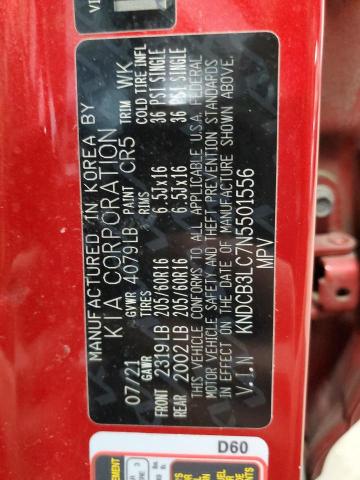 MANUFACTURED IN KOREA BY
KIA CORPORATION
07/21 GVWR 4079LB PAINT CR5 TRIM WK
GAWR TIRES RIMS COLD TIRE INFL
FRONT 2319LB 205/60R16 6.5Jx16 36 PSI SINGLE
REAR 2002LB 205/60R16 6.5Jx16 36 PSI SINGLE
THIS VEHICLE CONFORMS TO ALL APPLICABLE U.S.A. FEDERAL
MOTOR VEHICLE SAFETY AND THEFT PREVENTION STANDARDS
IN EFFECT ON THE DATE OF MANUFACTURE SHOWN ABOVE.
V.I.N KNDCB3LC7N5501556
MPV
D60